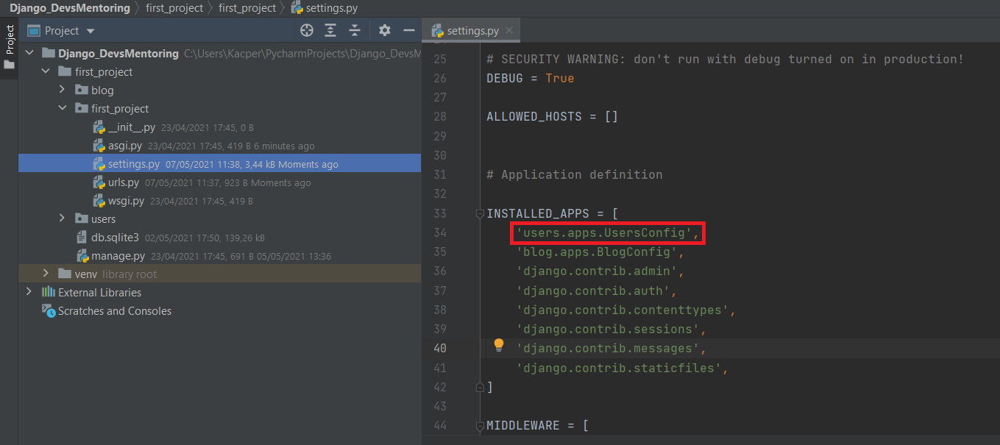 Django_DevsMentoring first_project first_project settings.py
Project
Project
settings.py
Django_DevsMentoring C:\Users\Kacper\PycharmProjects\Django_DevsM
first_project
blog
first_project
__init__.py 23/04/2021 17:45, 0 B
asgi.py 23/04/2021 17:45, 419 B 6 minutes ago
settings.py 07/05/2021 11:38, 3,44 kB Moments ago
urls.py 07/05/2021 11:37, 923 B Moments ago
wsgi.py 23/04/2021 17:45, 419 B
users
db.sqlite3 02/05/2021 17:50, 139,26 kB
manage.py 23/04/2021 17:45, 691 B 05/05/2021 13:36
venv library root
External Libraries
Scratches and Consoles
25 # SECURITY WARNING: don't run with debug turned on in production!
26 DEBUG = True
27
28 ALLOWED_HOSTS = []
29
30
31 # Application definition
32
33 INSTALLED_APPS = [
34 'users.apps.UsersConfig',
35 'blog.apps.BlogConfig',
36 'django.contrib.admin',
37 'django.contrib.auth',
38 'django.contrib.contenttypes',
39 'django.contrib.sessions',
40 'django.contrib.messages',
41 'django.contrib.staticfiles',
42 ]
43
44 MIDDLEWARE = [